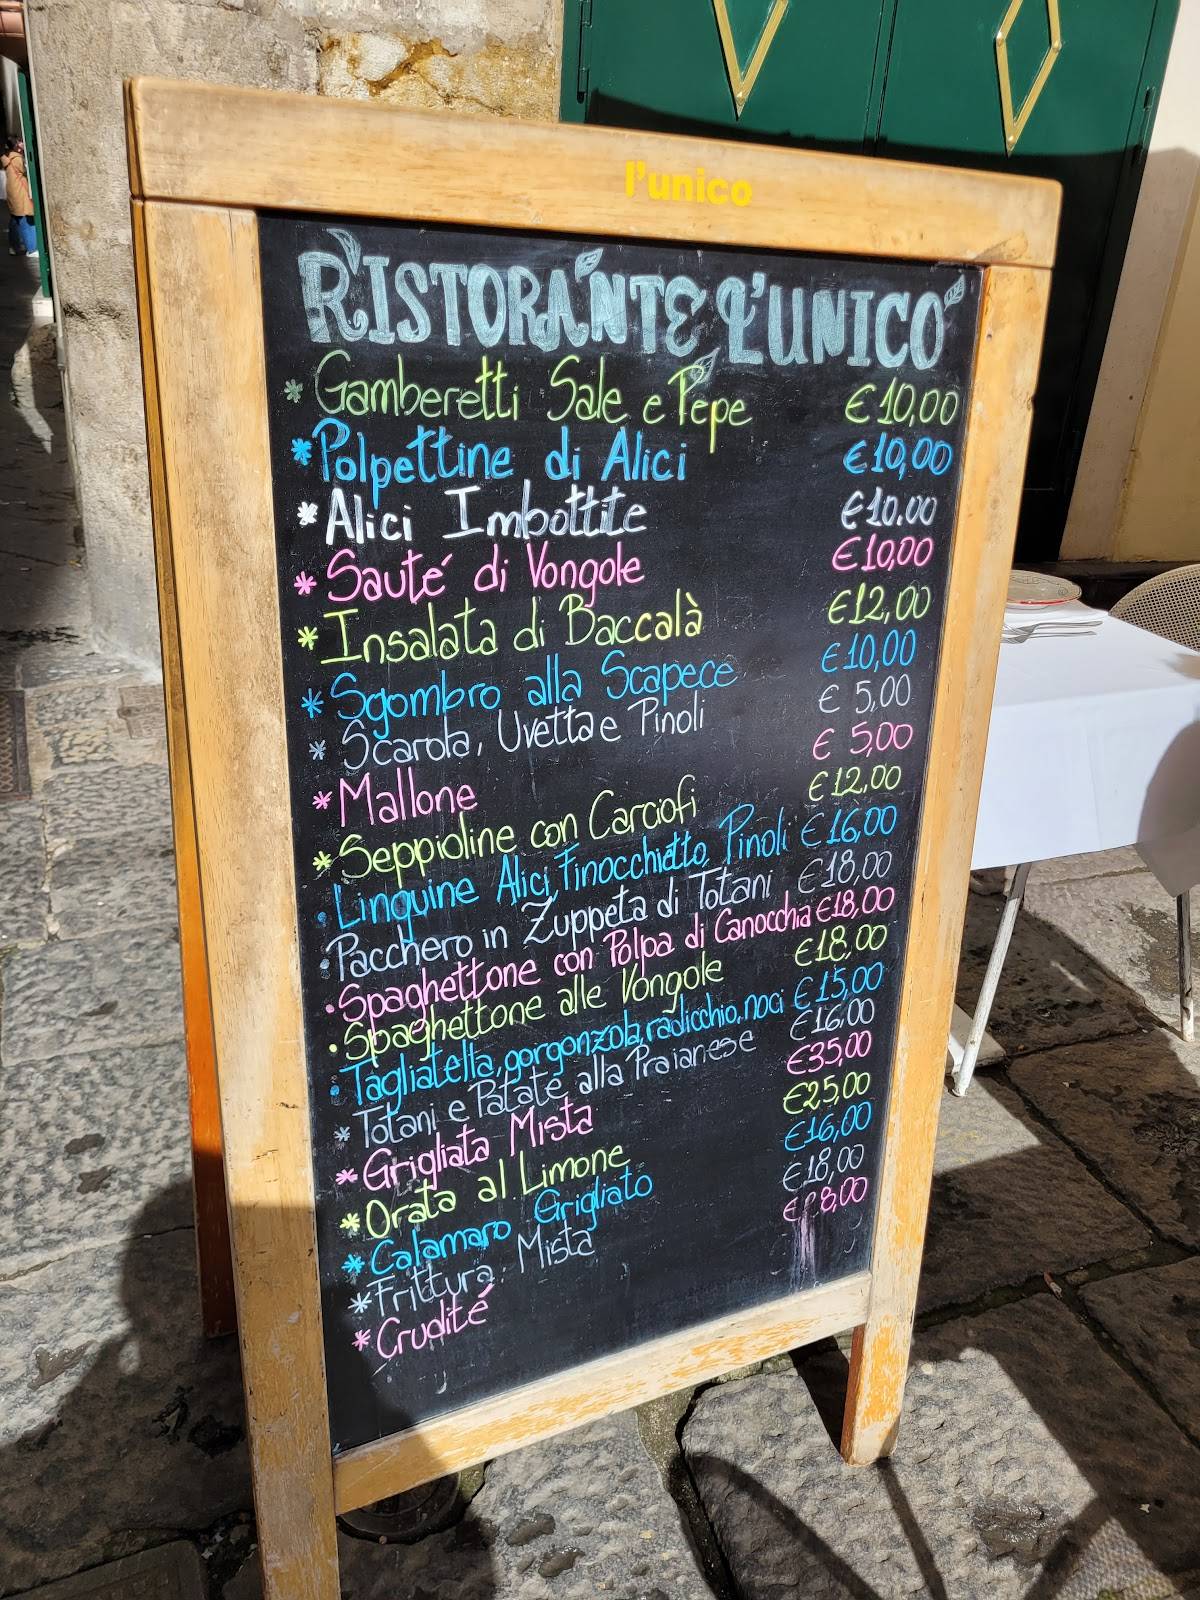 l'unico
RISTORANTE L'UNICO
* Gamberetti Sale e Pepe €10,00
* Polpettine di Alici €10,00
* Alici Imbottite €10.00
* Sauté di Vongole €10,00
* Insalata di Baccalà €12,00
* Sgombro alla Scapece €10,00
* Scarola, Uvetta e Pinoli € 5,00
* Mallone € 5,00
* Seppioline con Carciofi €12,00
• Linguine Alici, Finocchietto, Pinoli €16,00
• Pacchero in Zuppeta di Totani €18,00
• Spaghettone con Polpa di Canocchia €18,00
• Spaghettone alle Vongole €18,00
• Tagliatella, gorgonzola, radicchio, noci €15,00
* Totani e Patate alla Praianese €16,00
* Grigliata Mista €35,00
* Orata al Limone €25,00
* Calamaro Grigliato €16,00
* Frittura Mista €18,00
* Crudité